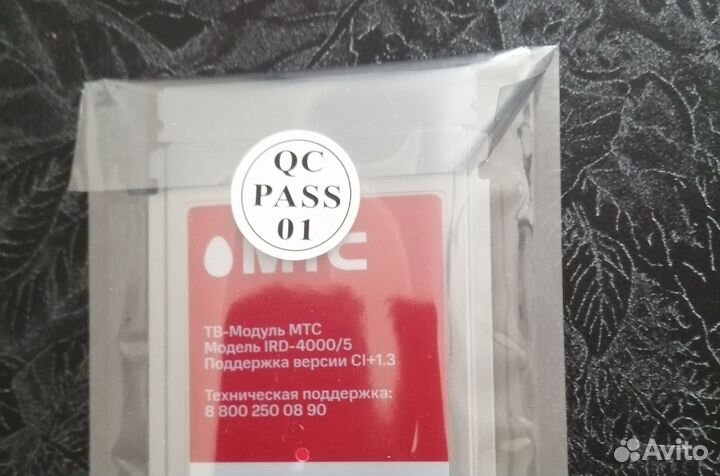 QC
PASS
01
МТС
ТВ-Модуль МТС
Модель IRD-4000/5
Поддержка версии CI+1.3
Техническая поддержка:
8 800 250 08 90
Avito